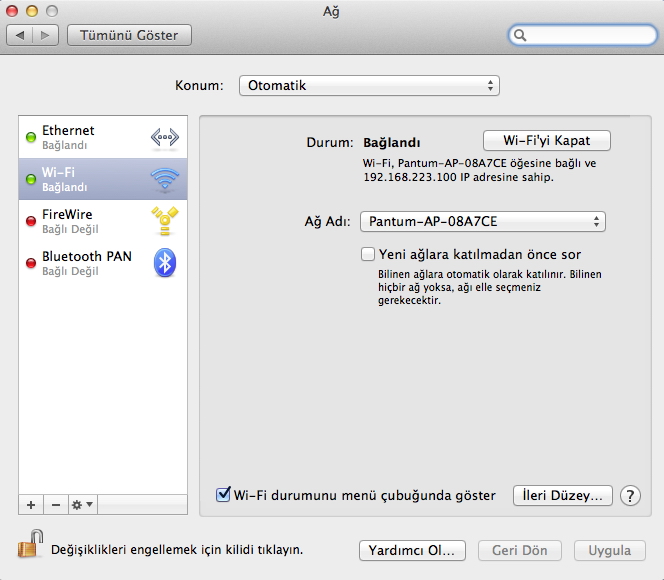 Ağ
Tümünü Göster
Konum: Otomatik
Ethernet
Bağlandı
Wi-Fi
Bağlandı
FireWire
Bağlı Değil
Bluetooth PAN
Bağlı Değil
Durum: Bağlandı Wi-Fi'yi Kapat
Wi-Fi, Pantum-AP-08A7CE öğesine bağlı ve
192.168.223.100 IP adresine sahip.
Ağ Adı: Pantum-AP-08A7CE
Yeni ağlara katılmadan önce sor
Bilinen ağlara otomatik olarak katılınır. Bilinen
hiçbir ağ yoksa, ağı elle seçmeniz
gerekecektir.
Wi-Fi durumunu menü çubuğunda göster İleri Düzey... ?
Değişiklikleri engellemek için kilidi tıklayın. Yardımcı Ol... Geri Dön Uygula